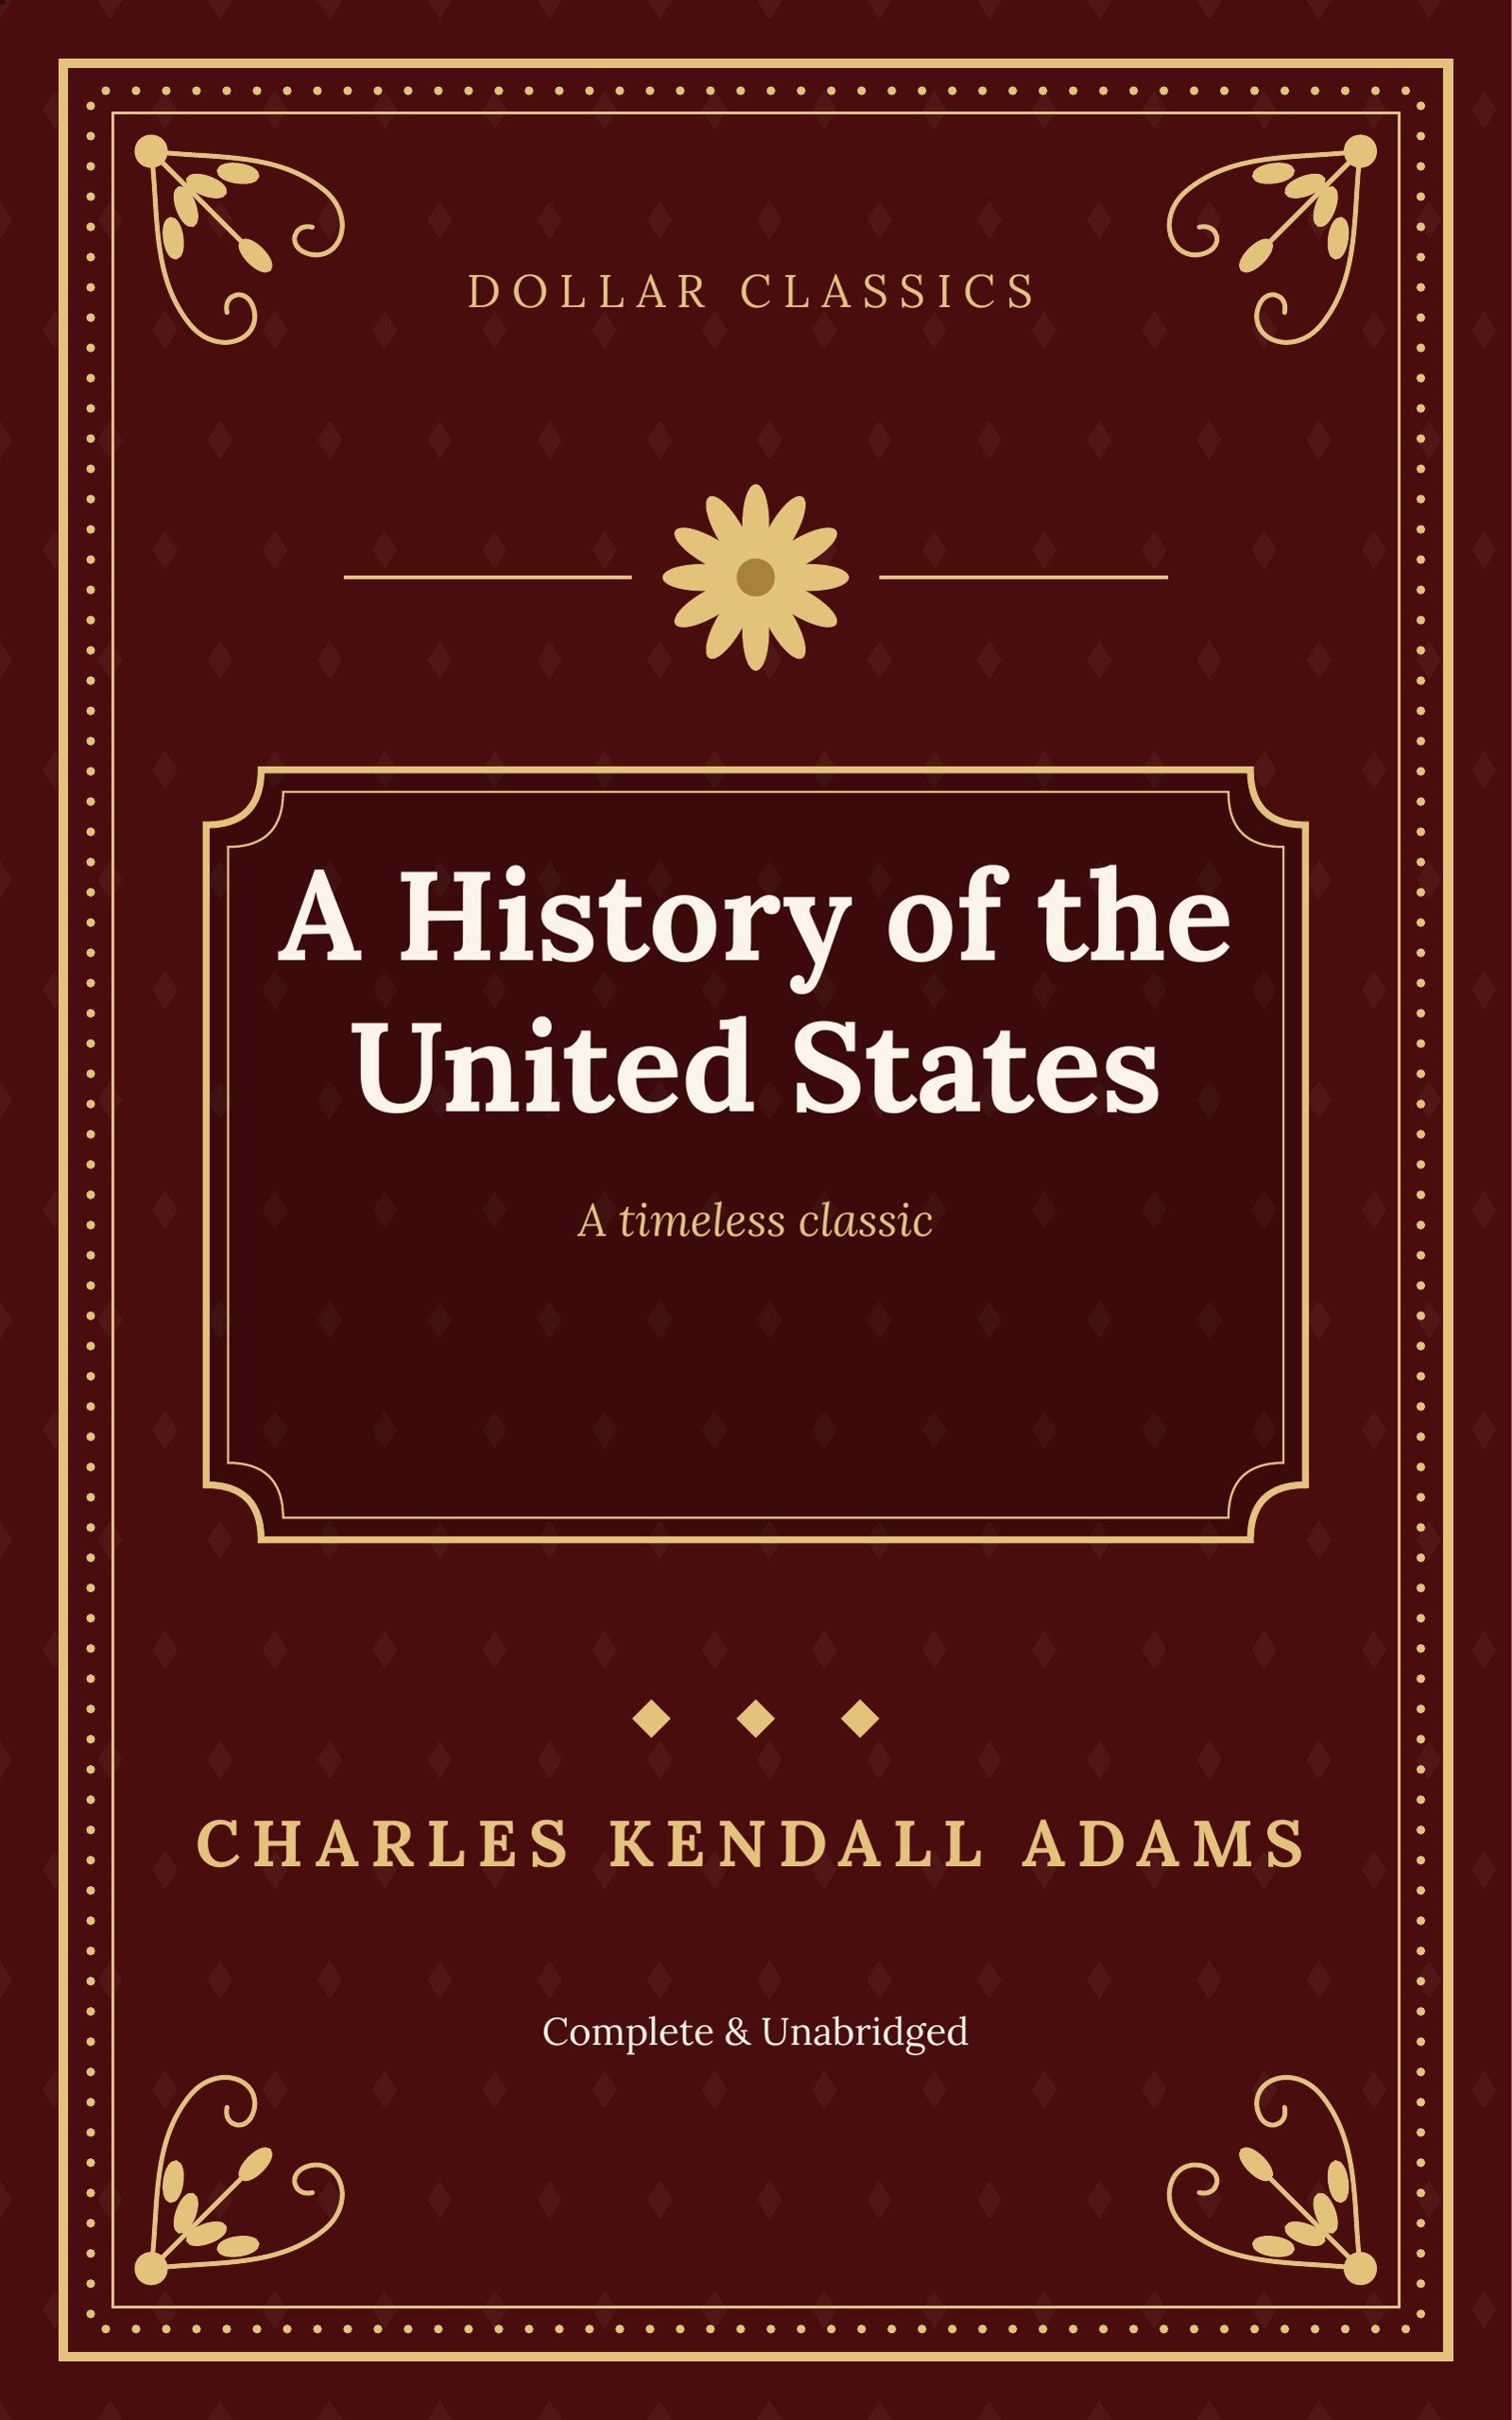 DOLLAR CLASSICS
A History of the
United States
A timeless classic
CHARLES KENDALL ADAMS
Complete & Unabridged